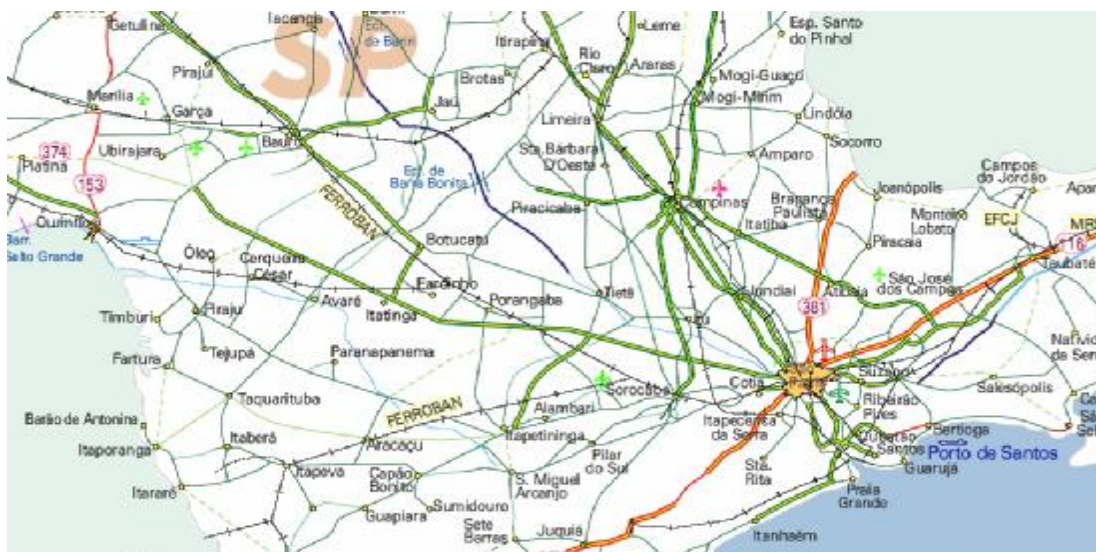 Getulina
Iacanga
Leme
Esp. Santo
do Pinhal
SP
de Bariri
Itirapina
Rio
Claro
Araras
Pirajuí
Brotas
Mogi-Guaçú
Mogi-Mirim
Marília
Garça
Jaú
Limeira
Lindóia
Bauru
Socorro
374
Ubirajara
Platina
Sta. Bárbara
D'Oeste
Amparo
Campos
do Jordão
153
Barra Bonita
FERROBAN
Piracicaba
Campinas
Bragança
Paulista
Joanópolis
Ourinhos
Itatiba
Monteiro
Lobato
EFCJ
116
Botucatu
Piracaia
Salto Grande
Óleo
Cerqueira
César
São José
dos Campos
Taubaté
Avaré
Itatinga
Porangaba
Tietê
Jundiaí
Atibaia
381
Itú
Timburi
Piraju
Tejupá
Paranapanema
Fartura
Sorocaba
Cotia
Suzano
Ribeirão
Pires
Salesópolis
Taquarituba
FERROBAN
Alambari
Itapecerica
da Serra
Barão de Antonina
Itaberá
Itapetininga
Pilar
do Sul
Cubatão
Santos
Bertioga
Porto de Santos
Guarujá
Itaporanga
Itapeva
Capão
Bonito
S. Miguel
Arcanjo
Sta.
Rita
Praia
Grande
Itararé
Guapiara
Sumidouro
Sete
Barras
Juquiá
Itanhaém